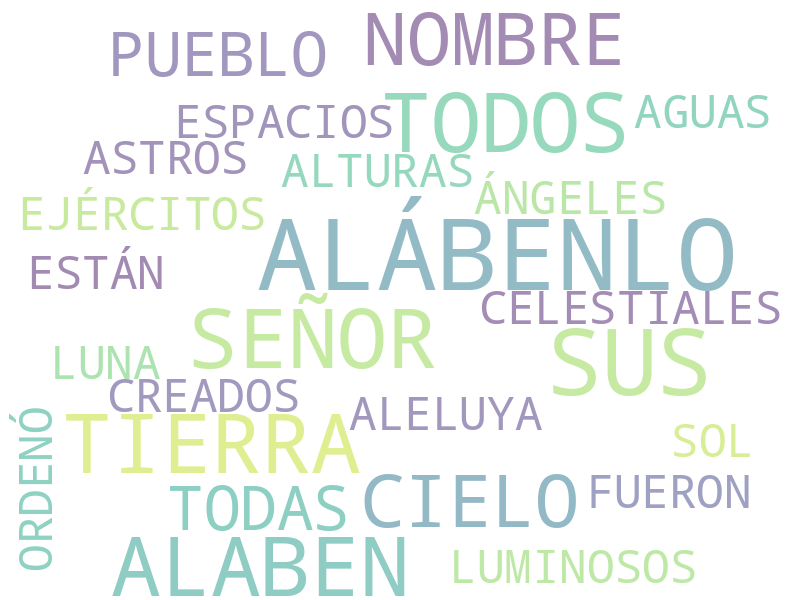 PUEBLO NOMBRE
ESPACIOS TODOS AGUAS
ASTROS ALTURAS
EJÉRCITOS ÁNGELES
ESTÁN ALÁBENLO
SEÑOR CELESTIALES
LUNA SUS
CREADOS ALELUYA
TIERRA SOL
ORDENÓ
TODAS CIELO FUERON
ALABEN LUMINOSOS